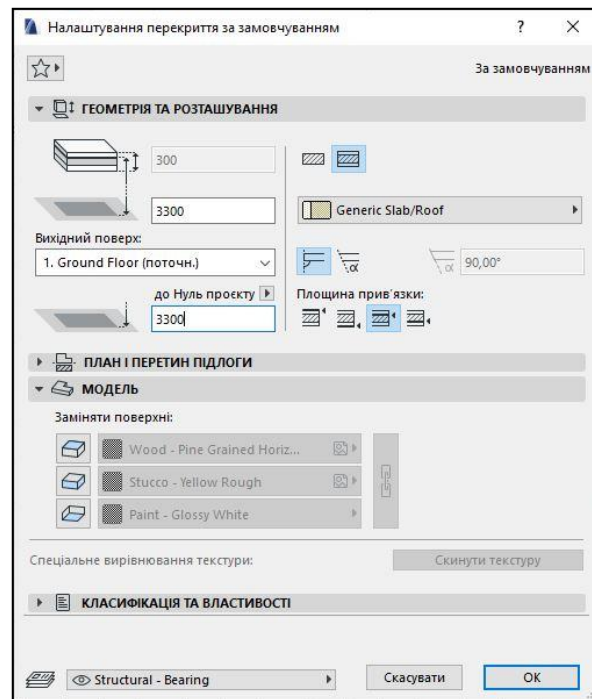 Налаштування перекриття за замовчуванням ? ×
За замовчуванням
ГЕОМЕТРІЯ ТА РОЗТАШУВАННЯ
300
3300
Generic Slab/Roof
Вихідний поверх:
1. Ground Floor (поточн.)
α α 90,00°
до Нуль проєкту
Площина прив'язки:
3300
ПЛАН І ПЕРЕТИН ПІДЛОГИ
МОДЕЛЬ
Заміняти поверхні:
Wood - Pine Grained Horiz...
Stucco - Yellow Rough
Paint - Glossy White
Спеціальне вирівнювання текстури: Скинути текстуру
КЛАСИФІКАЦІЯ ТА ВЛАСТИВОСТІ
Structural - Bearing
Скасувати
OK